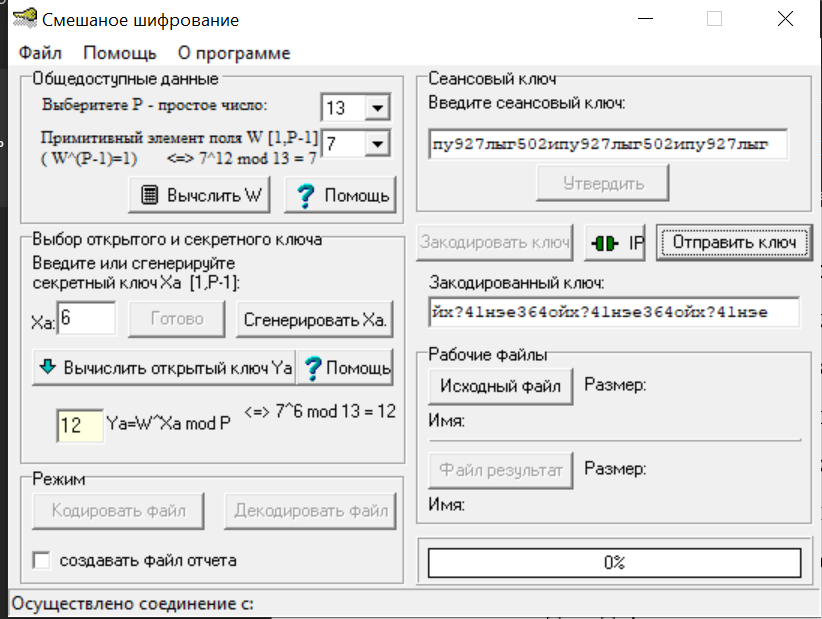 Смешаное шифрование
Файл Помощь О программе
Общедоступные данные
Выберитете P - простое число:
13
Примитивный элемент поля W [1,P-1]
( W^(P-1)=1) <=> 7^12 mod 13 = 7
7
Вычслить W
Помощь
Выбор открытого и секретного ключа
Введите или сгенерируйте
секретный ключ Xa [1,P-1]:
Xa:
6
Готово
Сгенерировать Xa.
Вычислить открытый ключ Ya
Помощь
12
Ya=W^Xa mod P <=> 7^6 mod 13 = 12
Режим
Кодировать файл
Декодировать файл
создавать файл отчета
Сеансовый ключ
Введите сеансовый ключ:
пу927лыг502ипу927лыг502ипу927лыг
Утвердить
Закодировать ключ
IP
Отправить ключ
Закодированный ключ:
йх?41нэе364ойх?41нэе364ойх?41нэе
Рабочие файлы
Исходный файл
Размер:
Имя:
Файл результат
Размер:
Имя:
0%
Осуществлено соединение с: